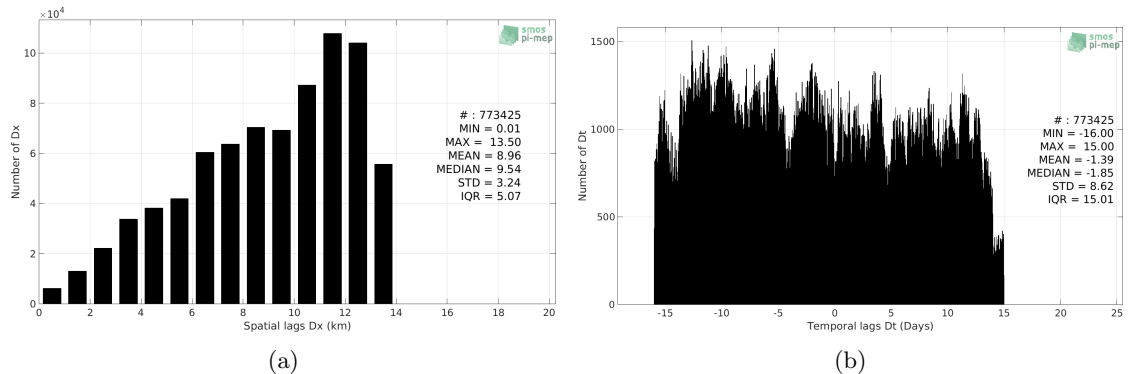 ×10⁴
10
8
6
4
2
0
Number of Dx
smos
pi-mep
# : 773425
MIN = 0.01
MAX = 13.50
MEAN = 8.96
MEDIAN = 9.54
STD = 3.24
IQR = 5.07
0 2 4 6 8 10 12 14 16 18 20
Spatial lags Dx (km)
(a)
1500
1000
500
0
Number of Dt
smos
pi-mep
# : 773425
MIN = -16.00
MAX = 15.00
MEAN = -1.39
MEDIAN = -1.85
STD = 8.62
IQR = 15.01
-15 -10 -5 0 5 10 15 20 25
Temporal lags Dt (Days)
(b)